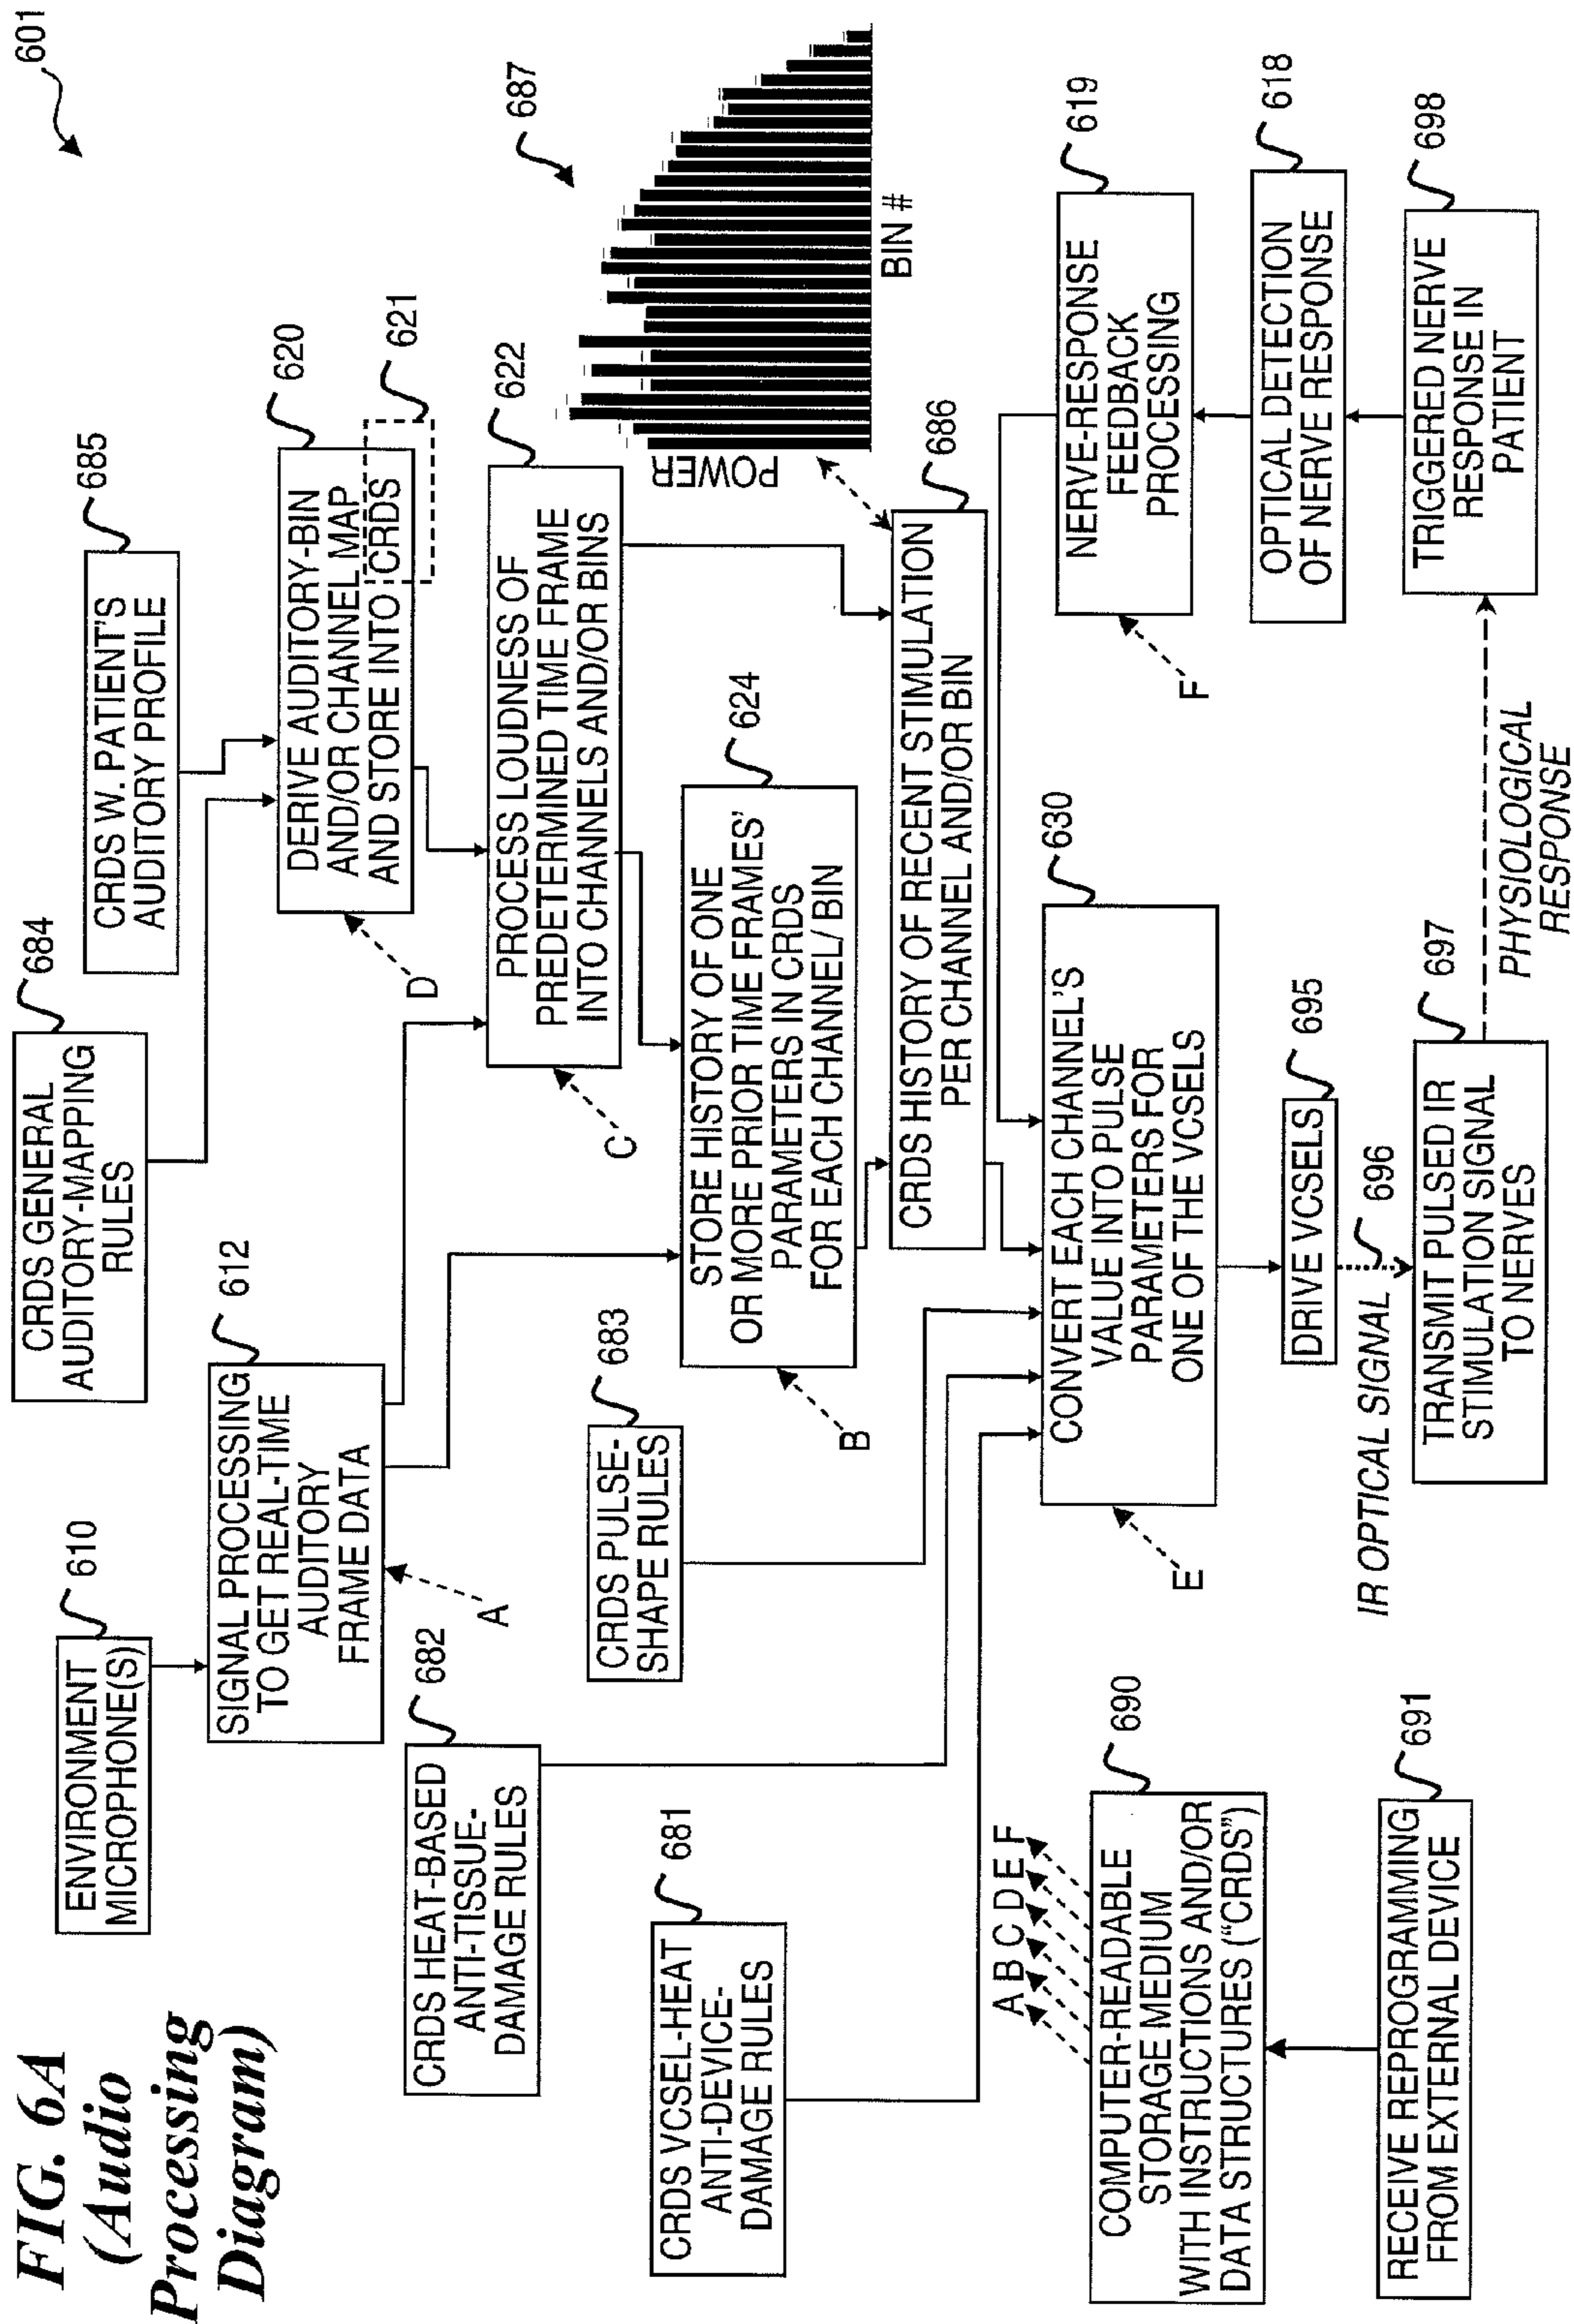 FIG. 6A
(Audio
Processing
Diagram)
601
ENVIRONMENT
MICROPHONE(S)
610
SIGNAL PROCESSING
TO GET REAL-TIME
AUDITORY
FRAME DATA
612
A
CRDS GENERAL
AUDITORY-MAPPING
RULES
684
CRDS W. PATIENT'S
AUDITORY PROFILE
685
DERIVE AUDITORY-BIN
AND/OR CHANNEL MAP
AND STORE INTO CRDS
620
621
D
PROCESS LOUDNESS OF
PREDETERMINED TIME FRAME
INTO CHANNELS AND/OR BINS
622
C
POWER
BIN #
687
STORE HISTORY OF ONE
OR MORE PRIOR TIME FRAMES'
PARAMETERS IN CRDS
FOR EACH CHANNEL/ BIN
624
B
CRDS HISTORY OF RECENT STIMULATION
PER CHANNEL AND/OR BIN
686
CRDS VCSEL-HEAT
ANTI-DEVICE-
DAMAGE RULES
681
CRDS HEAT-BASED
ANTI-TISSUE-
DAMAGE RULES
682
CRDS PULSE-
SHAPE RULES
683
CONVERT EACH CHANNEL'S
VALUE INTO PULSE
PARAMETERS FOR
ONE OF THE VCSELS
630
E
NERVE-RESPONSE
FEEDBACK
PROCESSING
619
F
OPTICAL DETECTION
OF NERVE RESPONSE
618
TRIGGERED NERVE
RESPONSE IN
PATIENT
698
DRIVE VCSELS
695
IR OPTICAL SIGNAL
696
TRANSMIT PULSED IR
STIMULATION SIGNAL
TO NERVES
697
PHYSIOLOGICAL
RESPONSE
A B C D E F
COMPUTER-READABLE
STORAGE MEDIUM
WITH INSTRUCTIONS AND/OR
DATA STRUCTURES ("CRDS")
690
RECEIVE REPROGRAMMING
FROM EXTERNAL DEVICE
691